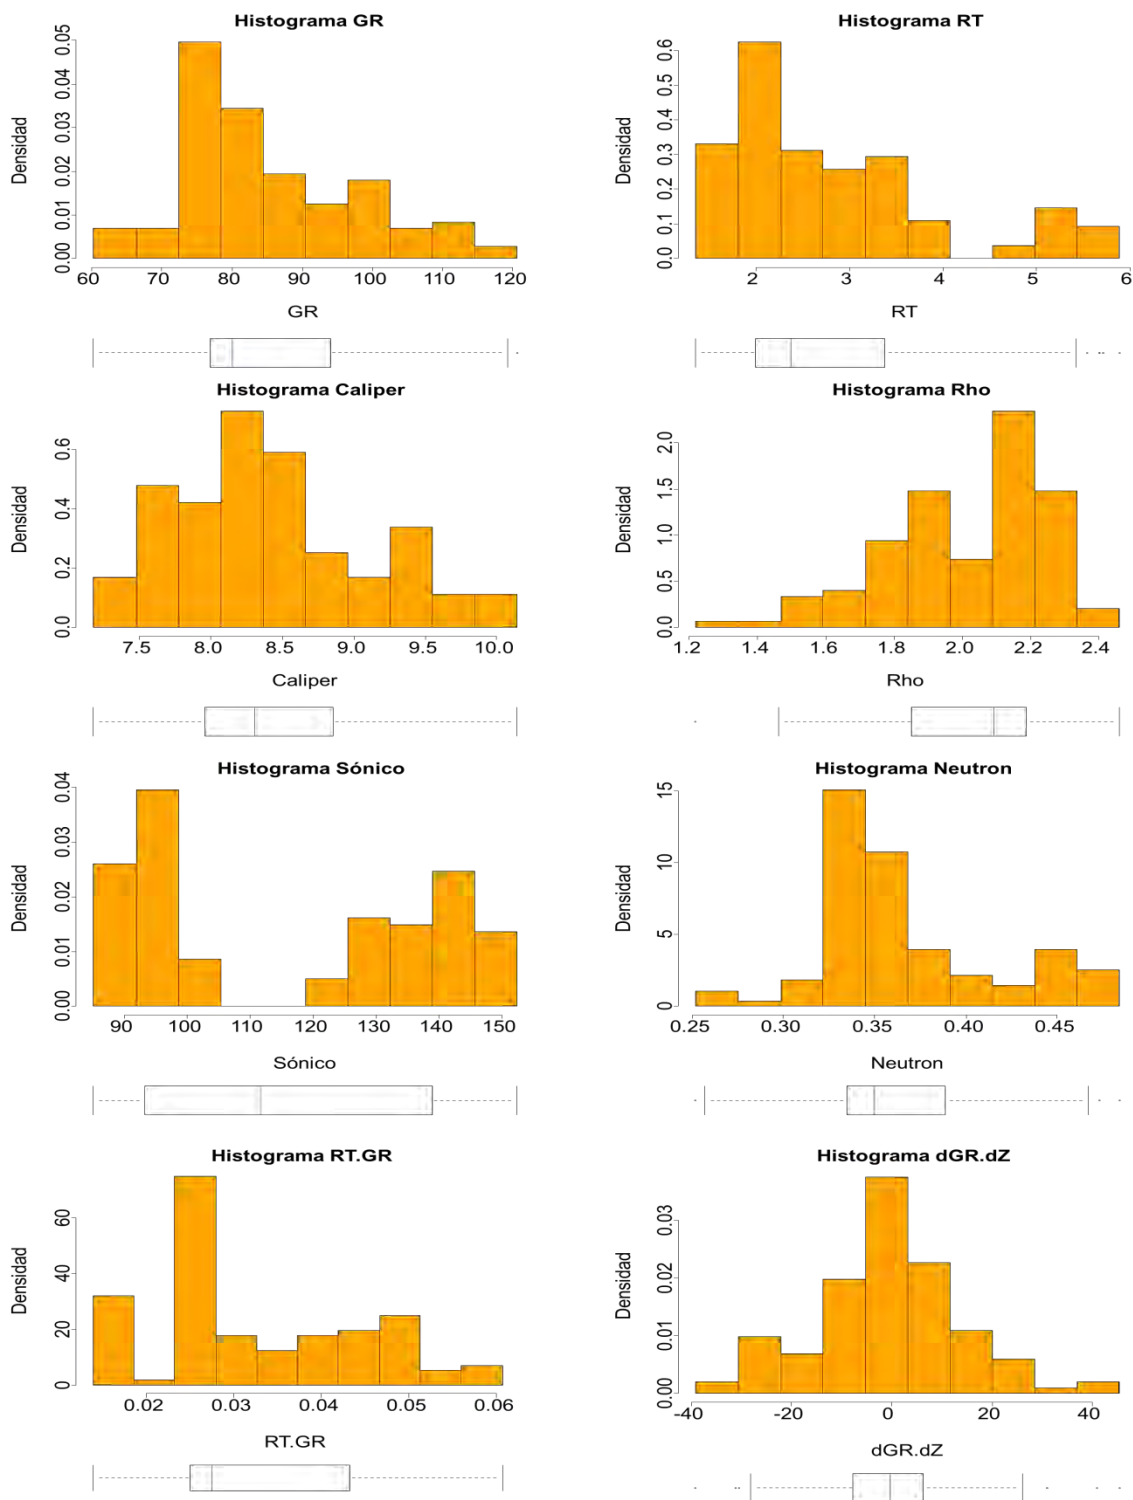 Histograma GR
Densidad
0.00 0.01 0.02 0.03 0.04 0.05
60 70 80 90 100 110 120
GR
Histograma RT
Densidad
0.0 0.1 0.2 0.3 0.4 0.5 0.6
2 3 4 5 6
RT
Histograma Caliper
Densidad
0.0 0.2 0.4 0.6
7.5 8.0 8.5 9.0 9.5 10.0
Caliper
Histograma Rho
Densidad
0.0 0.5 1.0 1.5 2.0
1.2 1.4 1.6 1.8 2.0 2.2 2.4
Rho
Histograma Sónico
Densidad
0.00 0.01 0.02 0.03 0.04
90 100 110 120 130 140 150
Sónico
Histograma Neutron
Densidad
0 5 10 15
0.25 0.30 0.35 0.40 0.45
Neutron
Histograma RT.GR
Densidad
0 20 40 60
0.02 0.03 0.04 0.05 0.06
RT.GR
Histograma dGR.dZ
Densidad
0.00 0.01 0.02 0.03
-40 -20 0 20 40
dGR.dZ